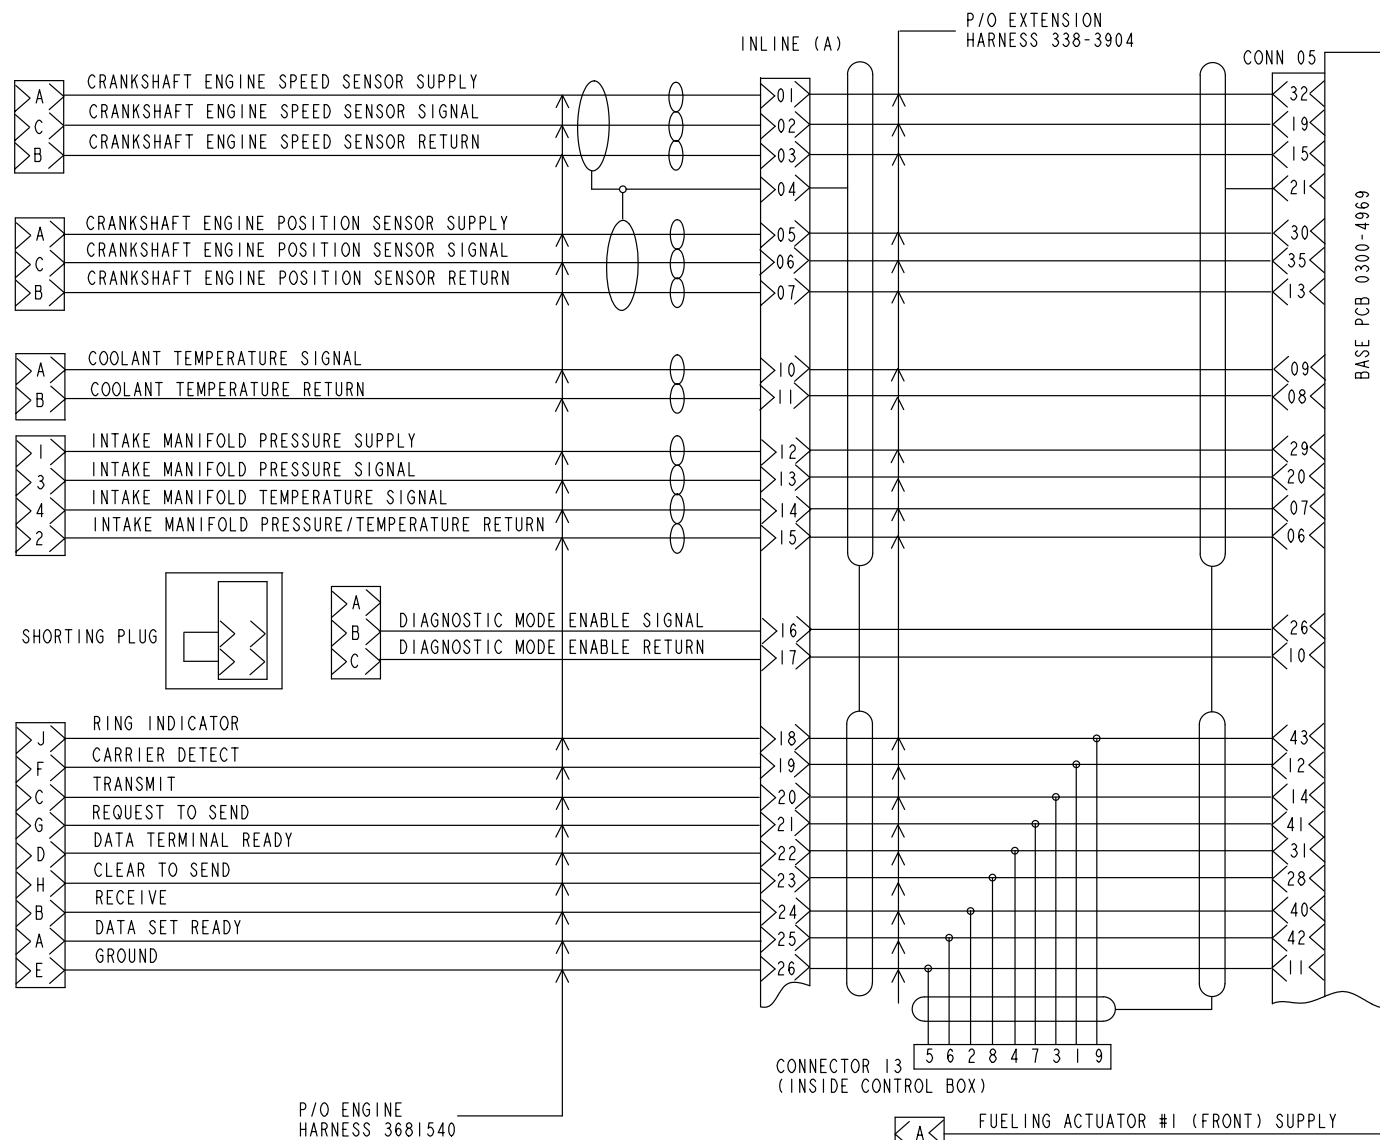 P/O EXTENSION
HARNESS 338-3904
INLINE (A)
CONN 05
A CRANKSHAFT ENGINE SPEED SENSOR SUPPLY 01 32
C CRANKSHAFT ENGINE SPEED SENSOR SIGNAL 02 19
B CRANKSHAFT ENGINE SPEED SENSOR RETURN 03 15
04 21
A CRANKSHAFT ENGINE POSITION SENSOR SUPPLY 05 30
C CRANKSHAFT ENGINE POSITION SENSOR SIGNAL 06 35
B CRANKSHAFT ENGINE POSITION SENSOR RETURN 07 13
BASE PCB 0300-4969
A COOLANT TEMPERATURE SIGNAL 10 09
B COOLANT TEMPERATURE RETURN 11 08
1 INTAKE MANIFOLD PRESSURE SUPPLY 12 29
3 INTAKE MANIFOLD PRESSURE SIGNAL 13 20
4 INTAKE MANIFOLD TEMPERATURE SIGNAL 14 07
2 INTAKE MANIFOLD PRESSURE/TEMPERATURE RETURN 15 06
A
SHORTING PLUG
B DIAGNOSTIC MODE ENABLE SIGNAL 16 26
C DIAGNOSTIC MODE ENABLE RETURN 17 10
J RING INDICATOR 18 43
F CARRIER DETECT 19 12
C TRANSMIT 20 14
G REQUEST TO SEND 21 41
D DATA TERMINAL READY 22 31
H CLEAR TO SEND 23 28
B RECEIVE 24 40
A DATA SET READY 25 42
E GROUND 26 11
5 6 2 8 4 7 3 1 9
CONNECTOR 13
(INSIDE CONTROL BOX)
P/O ENGINE
HARNESS 3681540
A FUELING ACTUATOR #1 (FRONT) SUPPLY